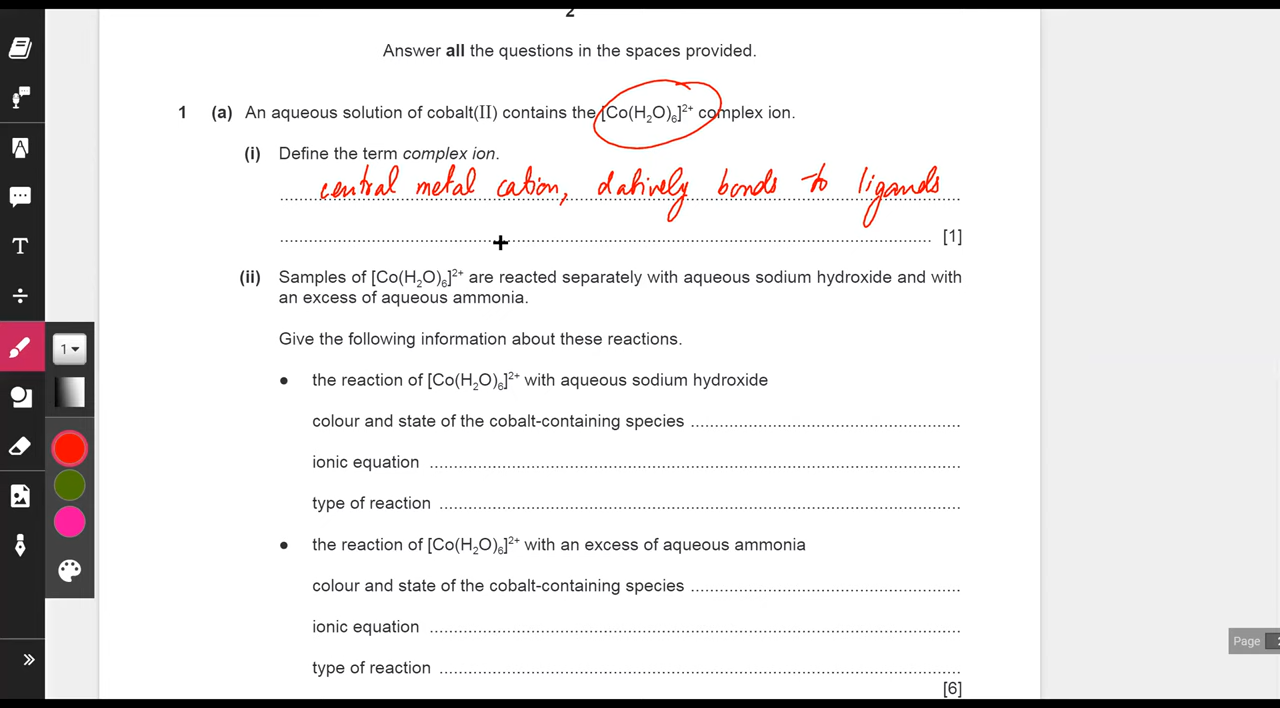 2
Answer all the questions in the spaces provided.
1 (a) An aqueous solution of cobalt(II) contains the [Co(H₂O)₆]²⁺ complex ion.
(i) Define the term complex ion.
central metal cation, datively bonds to ligands
[1]
(ii) Samples of [Co(H₂O)₆]²⁺ are reacted separately with aqueous sodium hydroxide and with
an excess of aqueous ammonia.
Give the following information about these reactions.
● the reaction of [Co(H₂O)₆]²⁺ with aqueous sodium hydroxide
colour and state of the cobalt-containing species
ionic equation
type of reaction
● the reaction of [Co(H₂O)₆]²⁺ with an excess of aqueous ammonia
colour and state of the cobalt-containing species
ionic equation
type of reaction
[6]
1
Page